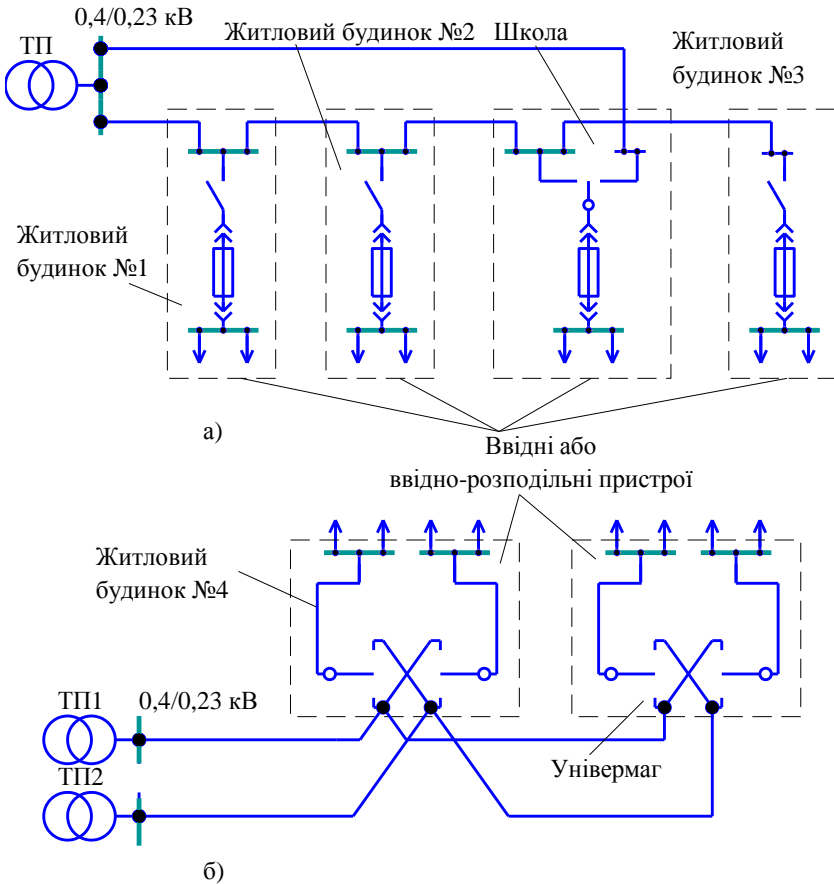 0,4/0,23 кВ
ТП
Житловий будинок №2
Школа
Житловий
будинок №3
Житловий
будинок №1
а)
Ввідні або
ввідно-розподільні пристрої
Житловий
будинок №4
ТП1
0,4/0,23 кВ
ТП2
Універмаг
б)